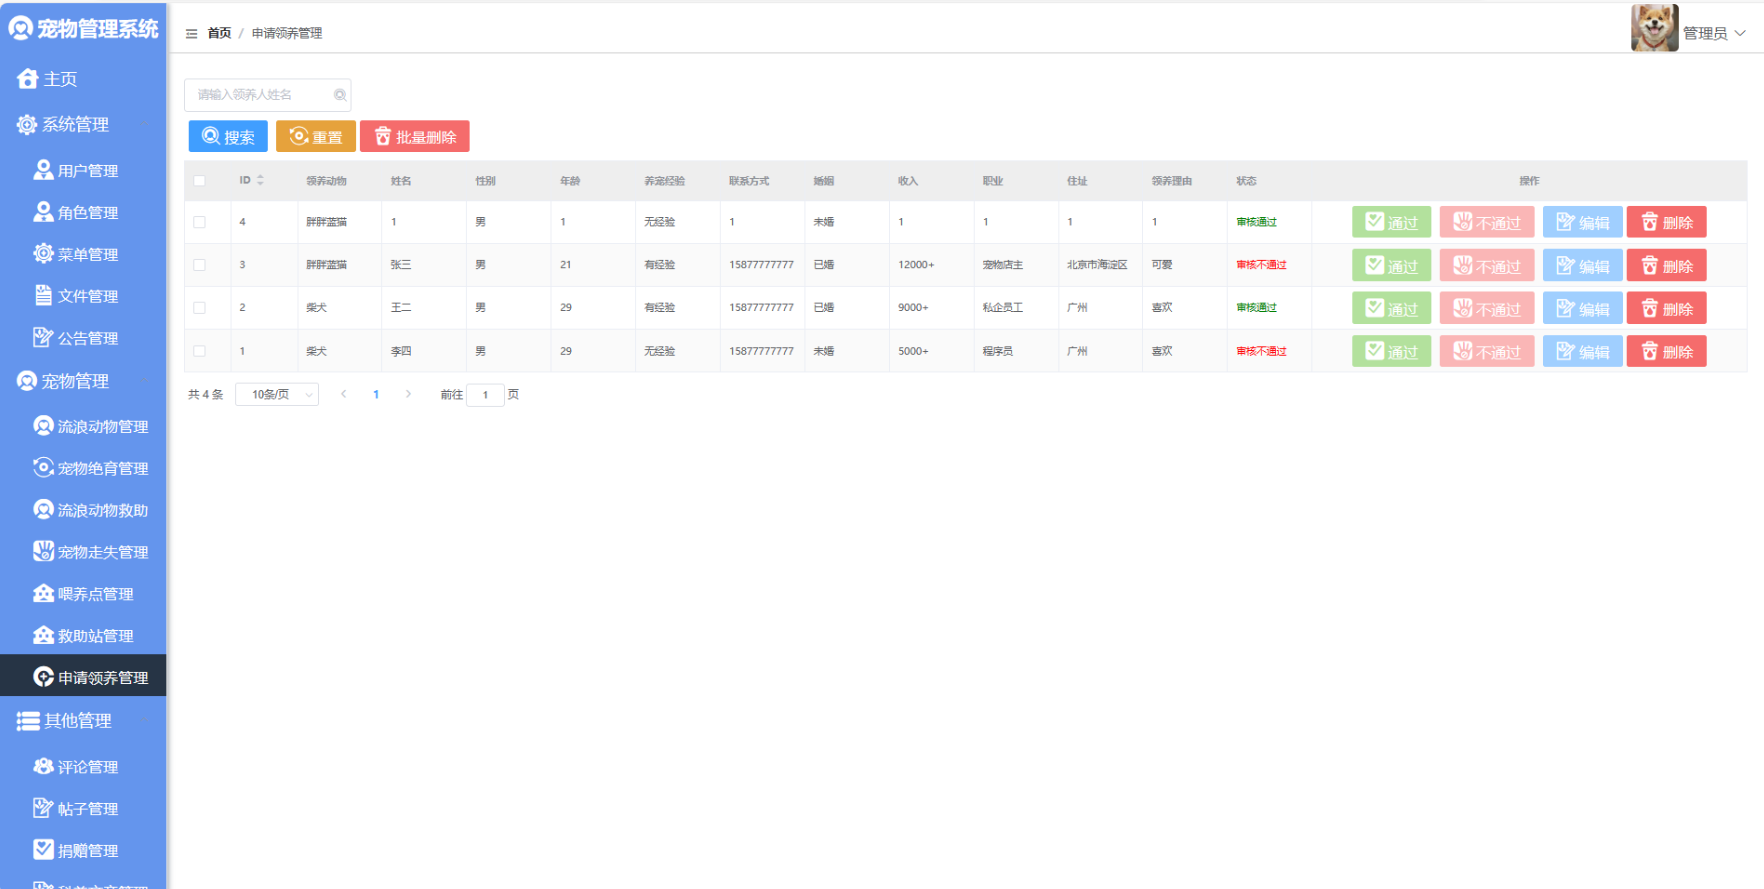 宠物管理系统
主页
系统管理
用户管理
角色管理
菜单管理
文件管理
公告管理
宠物管理
流浪动物管理
宠物绝育管理
流浪动物救助
宠物走失管理
喂养点管理
救助站管理
申请领养管理
其他管理
评论管理
帖子管理
捐赠管理
首页 / 申请领养管理
管理员
请输入领养人姓名
搜索 重置 批量删除
ID 领养动物 姓名 性别 年龄 养宠经验 联系方式 婚姻 收入 职业 住址 领养理由 状态 操作
4 胖胖蓝猫 1 男 1 无经验 1 未婚 1 1 1 1 审核通过 通过 不通过 编辑 删除
3 胖胖蓝猫 张三 男 21 有经验 15877777777 已婚 12000+ 宠物店主 北京市海淀区 可爱 审核不通过 通过 不通过 编辑 删除
2 柴犬 王二 男 29 有经验 15877777777 已婚 9000+ 私企员工 广州 喜欢 审核通过 通过 不通过 编辑 删除
1 柴犬 李四 男 29 无经验 15877777777 未婚 5000+ 程序员 广州 喜欢 审核不通过 通过 不通过 编辑 删除
共 4 条 10条/页 1 前往 1 页